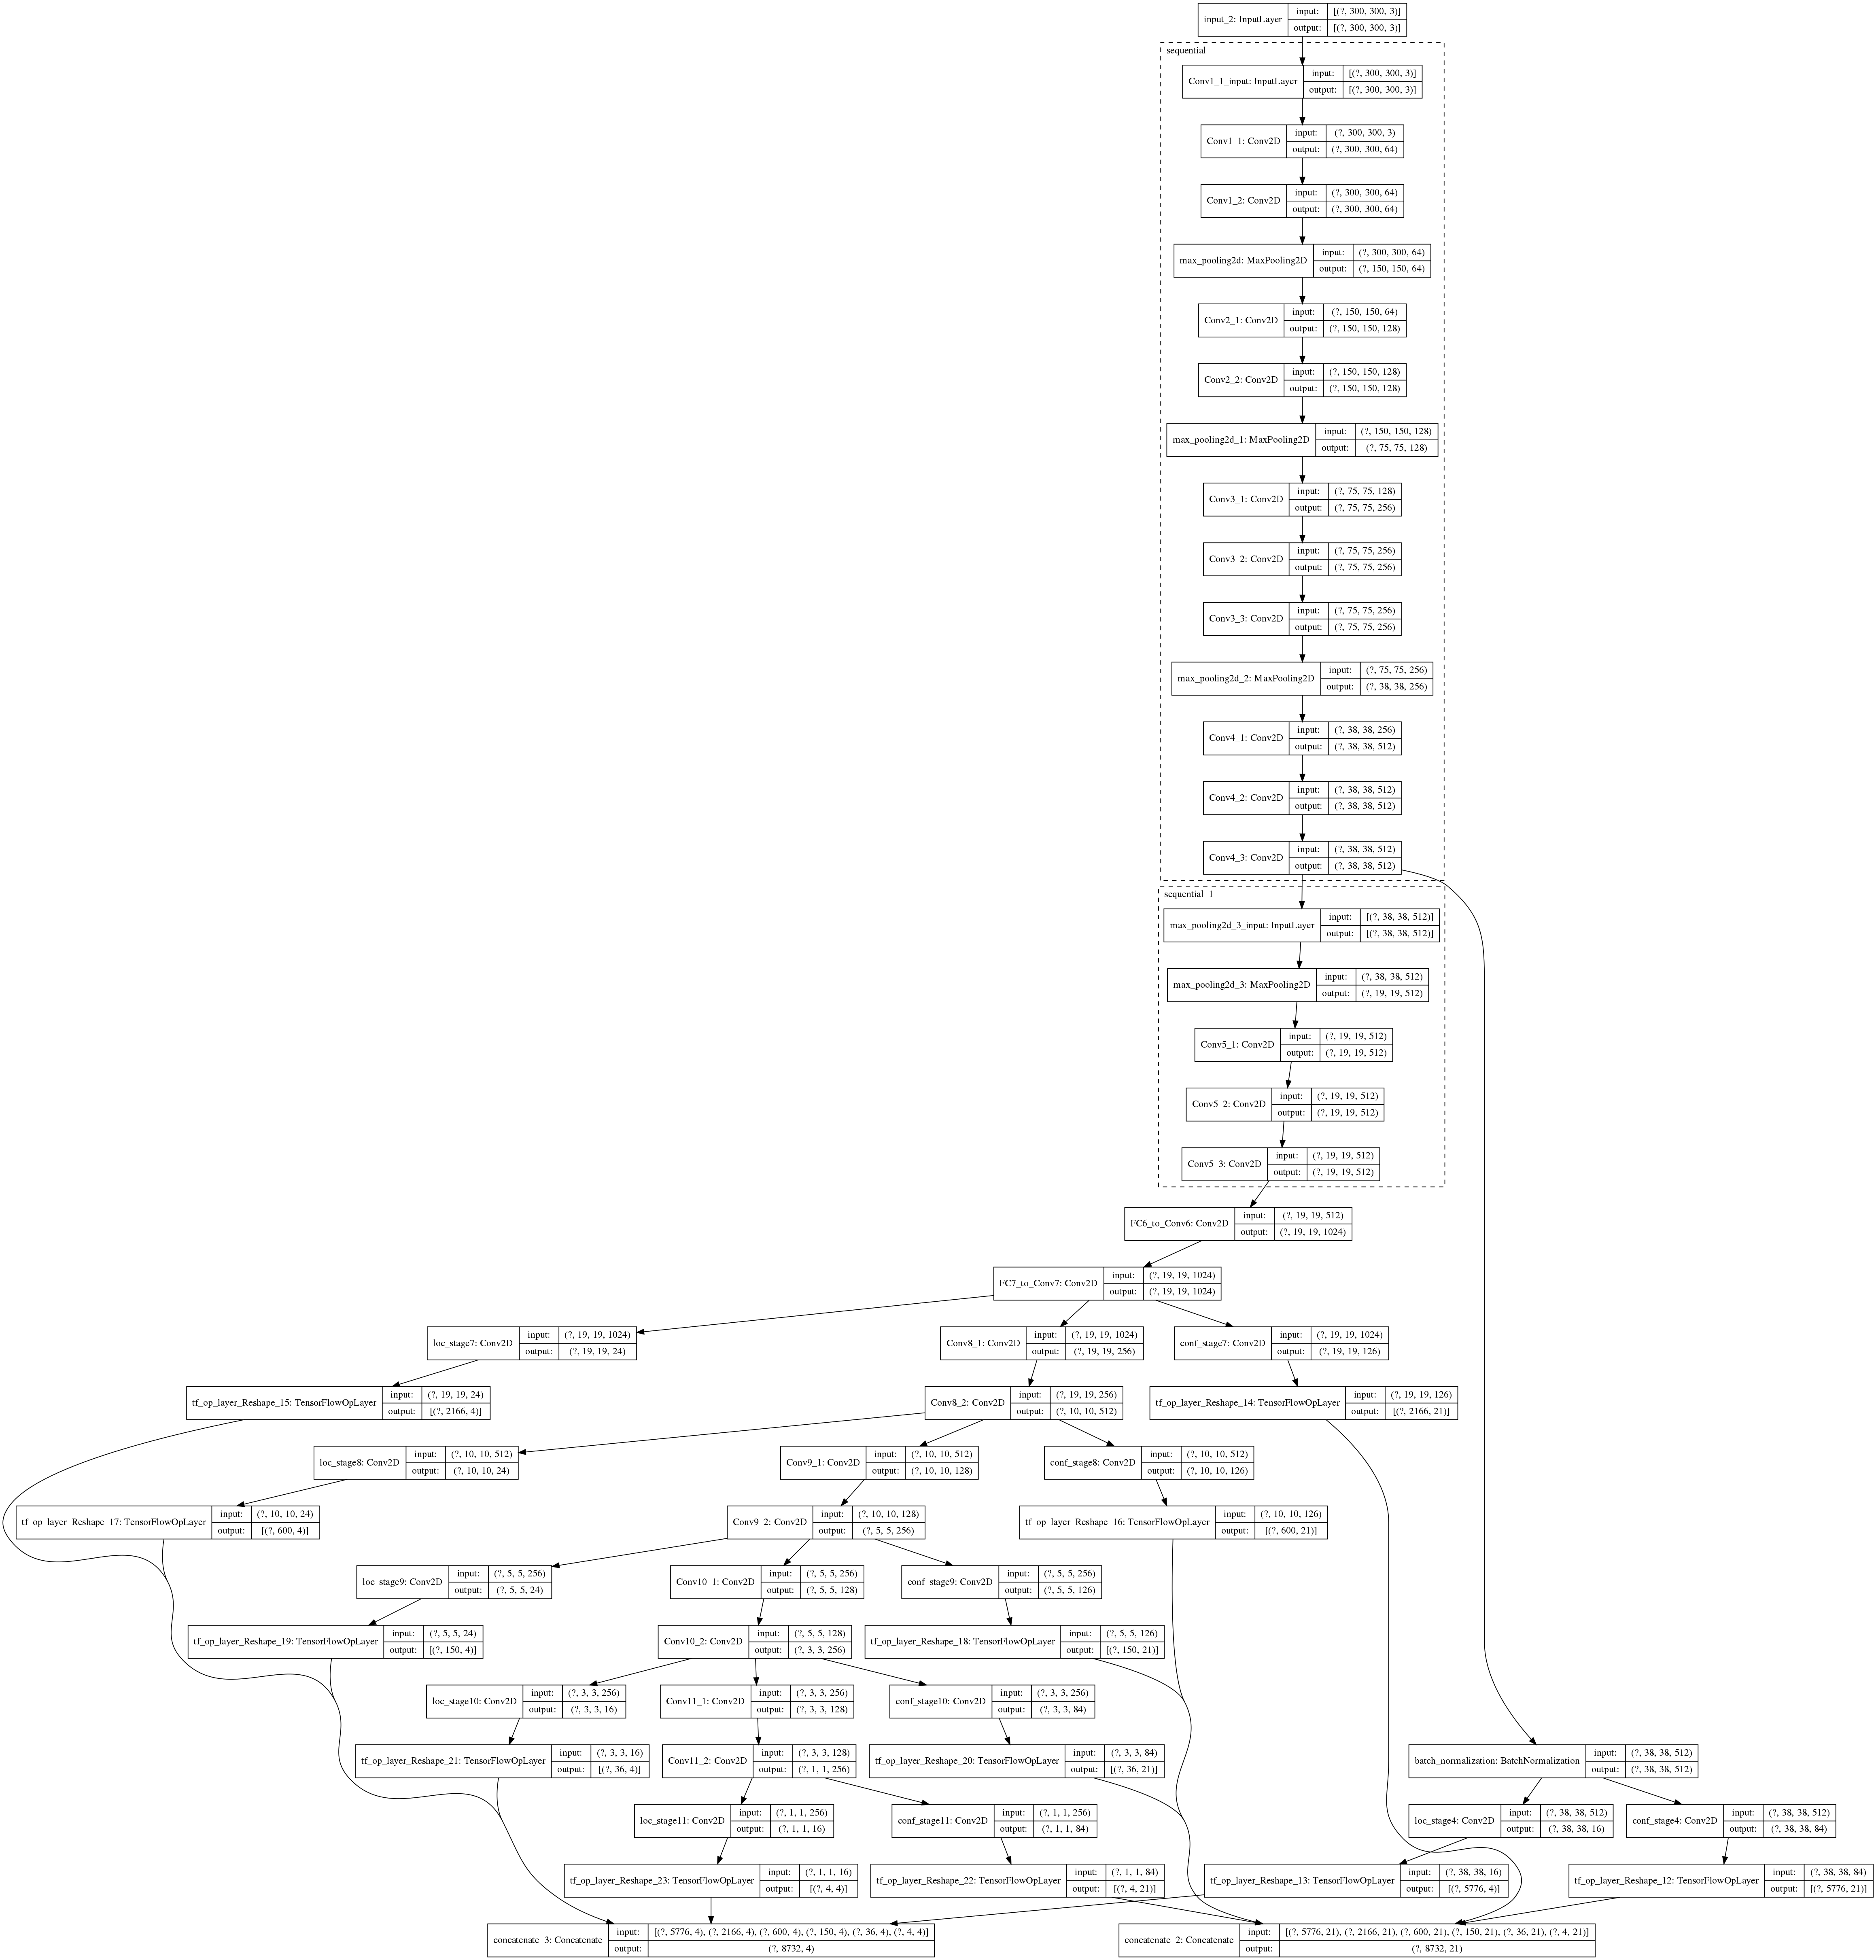 input_2: InputLayer input: [(?, 300, 300, 3)]
output: [(?, 300, 300, 3)]
sequential
Conv1_1_input: InputLayer input: [(?, 300, 300, 3)]
output: [(?, 300, 300, 3)]
Conv1_1: Conv2D input: (?, 300, 300, 3)
output: (?, 300, 300, 64)
Conv1_2: Conv2D input: (?, 300, 300, 64)
output: (?, 300, 300, 64)
max_pooling2d: MaxPooling2D input: (?, 300, 300, 64)
output: (?, 150, 150, 64)
Conv2_1: Conv2D input: (?, 150, 150, 64)
output: (?, 150, 150, 128)
Conv2_2: Conv2D input: (?, 150, 150, 128)
output: (?, 150, 150, 128)
max_pooling2d_1: MaxPooling2D input: (?, 150, 150, 128)
output: (?, 75, 75, 128)
Conv3_1: Conv2D input: (?, 75, 75, 128)
output: (?, 75, 75, 256)
Conv3_2: Conv2D input: (?, 75, 75, 256)
output: (?, 75, 75, 256)
Conv3_3: Conv2D input: (?, 75, 75, 256)
output: (?, 75, 75, 256)
max_pooling2d_2: MaxPooling2D input: (?, 75, 75, 256)
output: (?, 38, 38, 256)
Conv4_1: Conv2D input: (?, 38, 38, 256)
output: (?, 38, 38, 512)
Conv4_2: Conv2D input: (?, 38, 38, 512)
output: (?, 38, 38, 512)
Conv4_3: Conv2D input: (?, 38, 38, 512)
output: (?, 38, 38, 512)
sequential_1
max_pooling2d_3_input: InputLayer input: [(?, 38, 38, 512)]
output: [(?, 38, 38, 512)]
max_pooling2d_3: MaxPooling2D input: (?, 38, 38, 512)
output: (?, 19, 19, 512)
Conv5_1: Conv2D input: (?, 19, 19, 512)
output: (?, 19, 19, 512)
Conv5_2: Conv2D input: (?, 19, 19, 512)
output: (?, 19, 19, 512)
Conv5_3: Conv2D input: (?, 19, 19, 512)
output: (?, 19, 19, 512)
FC6_to_Conv6: Conv2D input: (?, 19, 19, 512)
output: (?, 19, 19, 1024)
FC7_to_Conv7: Conv2D input: (?, 19, 19, 1024)
output: (?, 19, 19, 1024)
loc_stage7: Conv2D input: (?, 19, 19, 1024)
output: (?, 19, 19, 24)
Conv8_1: Conv2D input: (?, 19, 19, 1024)
output: (?, 19, 19, 256)
conf_stage7: Conv2D input: (?, 19, 19, 1024)
output: (?, 19, 19, 126)
tf_op_layer_Reshape_15: TensorFlowOpLayer input: (?, 19, 19, 24)
output: [(?, 2166, 4)]
Conv8_2: Conv2D input: (?, 19, 19, 256)
output: (?, 10, 10, 512)
tf_op_layer_Reshape_14: TensorFlowOpLayer input: (?, 19, 19, 126)
output: [(?, 2166, 21)]
loc_stage8: Conv2D input: (?, 10, 10, 512)
output: (?, 10, 10, 24)
Conv9_1: Conv2D input: (?, 10, 10, 512)
output: (?, 10, 10, 128)
conf_stage8: Conv2D input: (?, 10, 10, 512)
output: (?, 10, 10, 126)
tf_op_layer_Reshape_17: TensorFlowOpLayer input: (?, 10, 10, 24)
output: [(?, 600, 4)]
Conv9_2: Conv2D input: (?, 10, 10, 128)
output: (?, 5, 5, 256)
tf_op_layer_Reshape_16: TensorFlowOpLayer input: (?, 10, 10, 126)
output: [(?, 600, 21)]
loc_stage9: Conv2D input: (?, 5, 5, 256)
output: (?, 5, 5, 24)
Conv10_1: Conv2D input: (?, 5, 5, 256)
output: (?, 5, 5, 128)
conf_stage9: Conv2D input: (?, 5, 5, 256)
output: (?, 5, 5, 126)
tf_op_layer_Reshape_19: TensorFlowOpLayer input: (?, 5, 5, 24)
output: [(?, 150, 4)]
Conv10_2: Conv2D input: (?, 5, 5, 128)
output: (?, 3, 3, 256)
tf_op_layer_Reshape_18: TensorFlowOpLayer input: (?, 5, 5, 126)
output: [(?, 150, 21)]
loc_stage10: Conv2D input: (?, 3, 3, 256)
output: (?, 3, 3, 16)
Conv11_1: Conv2D input: (?, 3, 3, 256)
output: (?, 3, 3, 128)
conf_stage10: Conv2D input: (?, 3, 3, 256)
output: (?, 3, 3, 84)
tf_op_layer_Reshape_21: TensorFlowOpLayer input: (?, 3, 3, 16)
output: [(?, 36, 4)]
Conv11_2: Conv2D input: (?, 3, 3, 128)
output: (?, 1, 1, 256)
tf_op_layer_Reshape_20: TensorFlowOpLayer input: (?, 3, 3, 84)
output: [(?, 36, 21)]
batch_normalization: BatchNormalization input: (?, 38, 38, 512)
output: (?, 38, 38, 512)
loc_stage11: Conv2D input: (?, 1, 1, 256)
output: (?, 1, 1, 16)
conf_stage11: Conv2D input: (?, 1, 1, 256)
output: (?, 1, 1, 84)
loc_stage4: Conv2D input: (?, 38, 38, 512)
output: (?, 38, 38, 16)
conf_stage4: Conv2D input: (?, 38, 38, 512)
output: (?, 38, 38, 84)
tf_op_layer_Reshape_23: TensorFlowOpLayer input: (?, 1, 1, 16)
output: [(?, 4, 4)]
tf_op_layer_Reshape_22: TensorFlowOpLayer input: (?, 1, 1, 84)
output: [(?, 4, 21)]
tf_op_layer_Reshape_13: TensorFlowOpLayer input: (?, 38, 38, 16)
output: [(?, 5776, 4)]
tf_op_layer_Reshape_12: TensorFlowOpLayer input: (?, 38, 38, 84)
output: [(?, 5776, 21)]
concatenate_3: Concatenate input: [(?, 5776, 4), (?, 2166, 4), (?, 600, 4), (?, 150, 4), (?, 36, 4), (?, 4, 4)]
output: (?, 8732, 4)
concatenate_2: Concatenate input: [(?, 5776, 21), (?, 2166, 21), (?, 600, 21), (?, 150, 21), (?, 36, 21), (?, 4, 21)]
output: (?, 8732, 21)